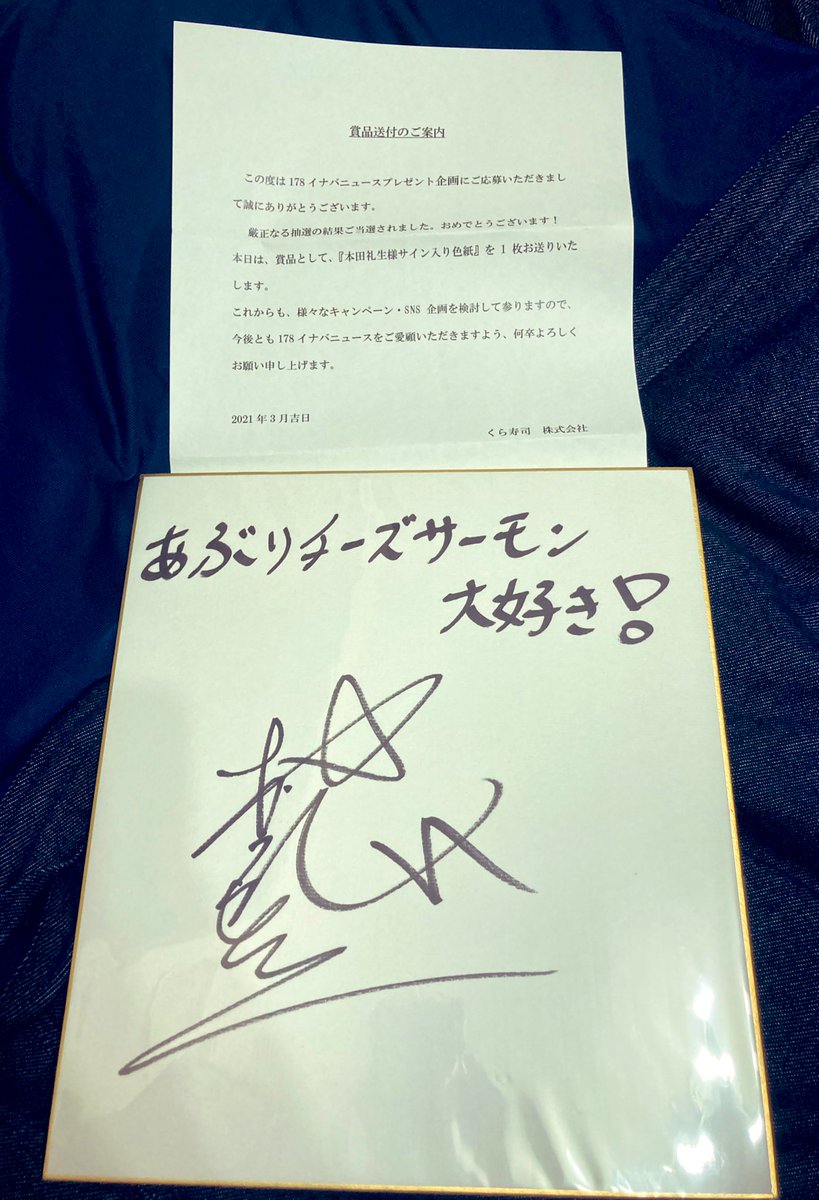 賞品送付のご案内
この度は178イナバニュースプレゼント企画にご応募いただきまし
て誠にありがとうございます。
厳正なる抽選の結果ご当選されました。おめでとうございます！
本日は、賞品として、『本田礼生様サイン入り色紙』を 1 枚お送りいた
します。
これからも、様々なキャンペーン・SNS 企画を検討して参りますので、
今後とも178イナバニュースをご愛顧いただきますよう、何卒よろしく
お願い申し上げます。
2021年3月吉日
くら寿司　株式会社
あぶりチーズサーモン
大好き！